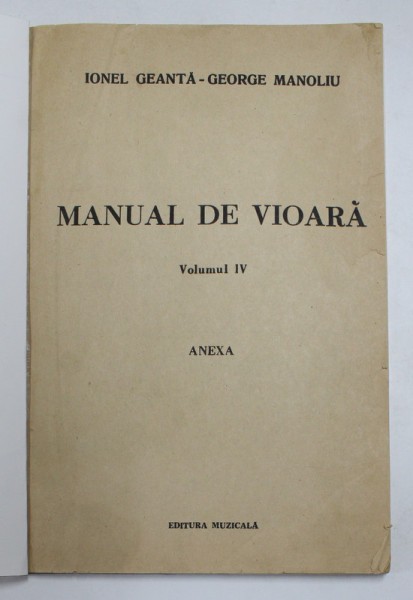 IONEL GEANTĂ - GEORGE MANOLIU
MANUAL DE VIOARĂ
Volumul IV
ANEXA
EDITURA MUZICALĂ